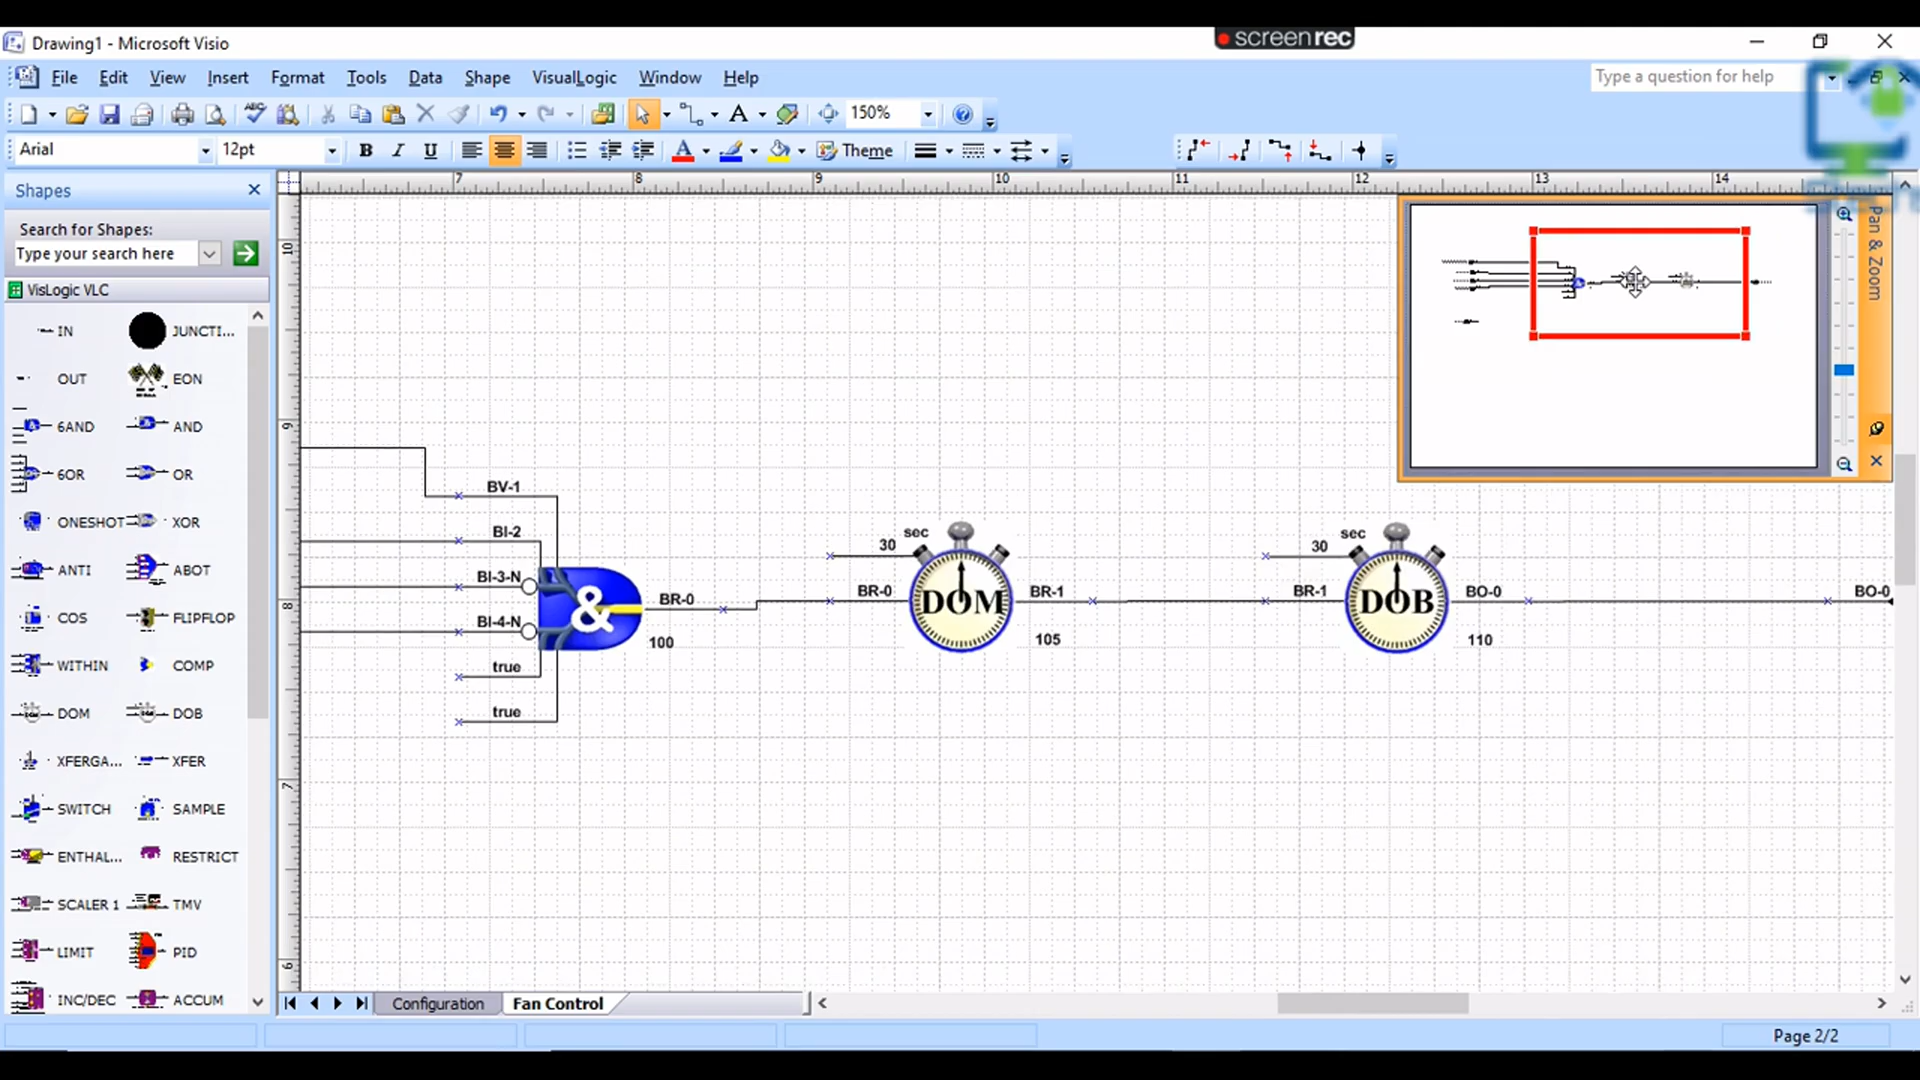 screenrec
Drawing1 - Microsoft Visio
File Edit View Insert Format Tools Data Shape VisualLogic Window Help
Type a question for help
150%
Arial 12pt B I U A Theme
Shapes
Search for Shapes:
Type your search here
VisLogic VLC
IN JUNCTI...
OUT EON
6AND AND
6OR OR
ONESHOT XOR
ANTI ABOT
COS FLIPFLOP
WITHIN COMP
DOM DOB
XFERGA... XFER
SWITCH SAMPLE
ENTHAL... RESTRICT
SCALER 1 TMV
LIMIT PID
INC/DEC ACCUM
7 8 9 10 11 12 13 14
10
9
8
7
6
Pan & Zoom
BV-1
BI-2
BI-3-N
BI-4-N
true
true
&
BR-0
100
sec
30
BR-0
DOM
BR-1
105
sec
30
BR-1
DOB
BO-0
110
BO-0
Configuration Fan Control
Page 2/2